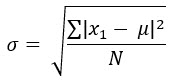 σ = √(∑|x₁ − μ|² / N)